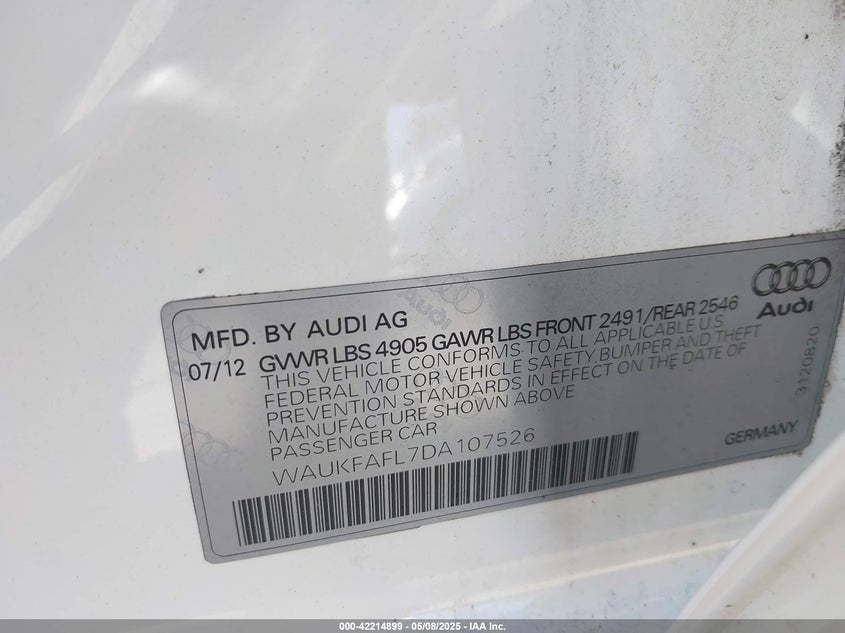 Audi
MFD. BY AUDI AG
07/12 GVWR LBS 4905 GAWR LBS FRONT 2491/REAR 2546
THIS VEHICLE CONFORMS TO ALL APPLICABLE U S
FEDERAL MOTOR VEHICLE SAFETY,BUMPER AND THEFT
PREVENTION STANDARDS IN EFFECT ON THE DATE OF
MANUFACTURE SHOWN ABOVE
PASSENGER CAR
WAUKFAFL7DA107526
3120820
GERMANY
Audi
000-42214899 - 05/08/2025 - IAA Inc.